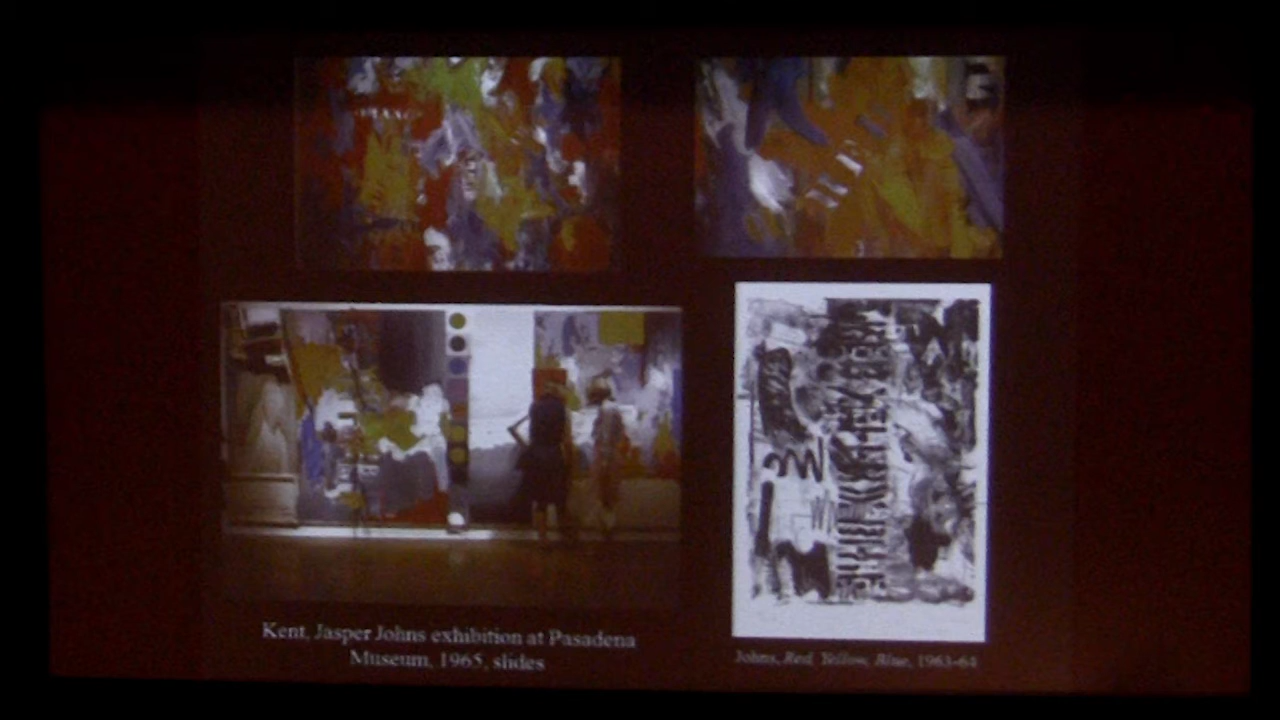 Kent, Jasper Johns exhibition at Pasadena
Museum, 1965, slides
Johns, Red, Yellow, Blue, 1963-64